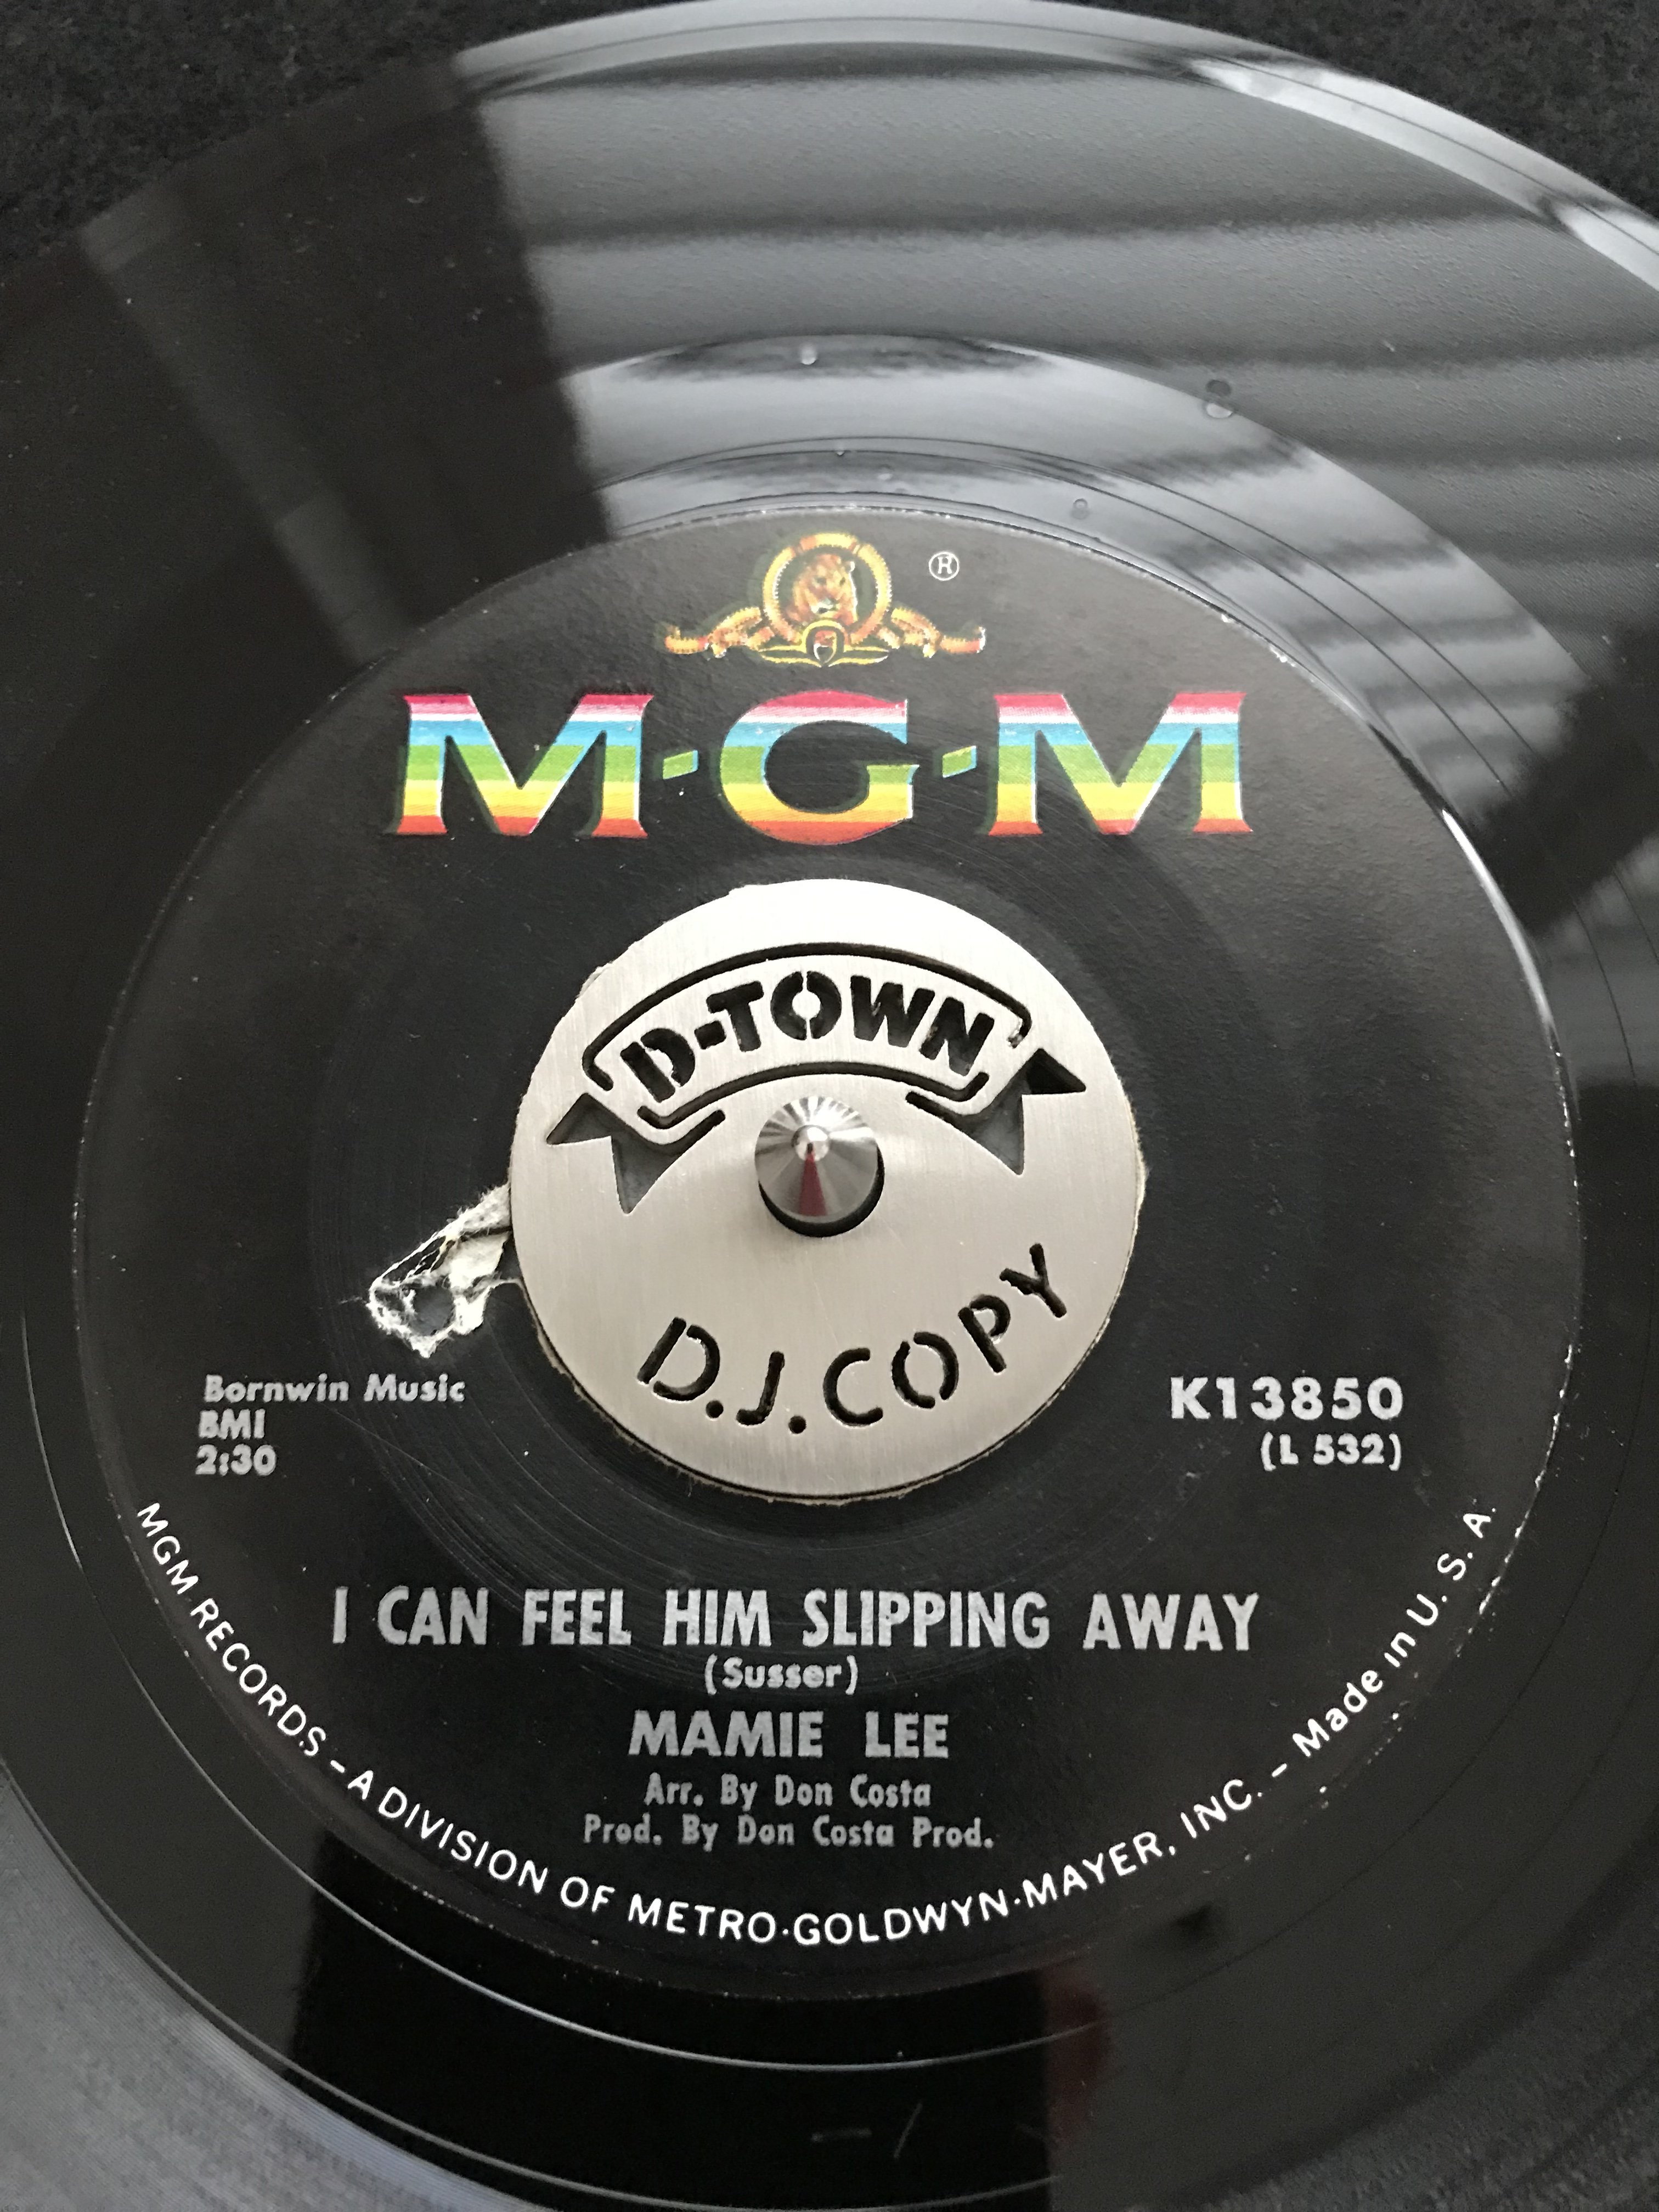 ®
M·G·M
D-TOWN
D.J. COPY
Bornwin Music
BMI
2:30
K13850
(L 532)
I CAN FEEL HIM SLIPPING AWAY
(Susser)
MAMIE LEE
Arr. By Don Costa
Prod. By Don Costa Prod.
MGM RECORDS – A DIVISION OF METRO·GOLDWYN·MAYER, INC. – Made in U. S. A.